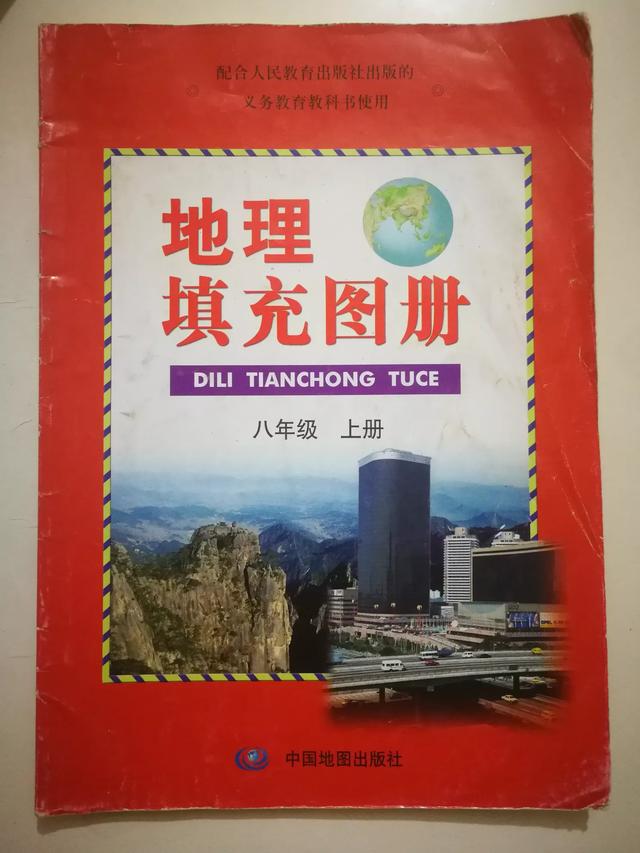 配合人民教育出版社出版的
义务教育教科书使用
地理
填充图册
DILI TIANCHONG TUCE
八年级 上册
中国地图出版社